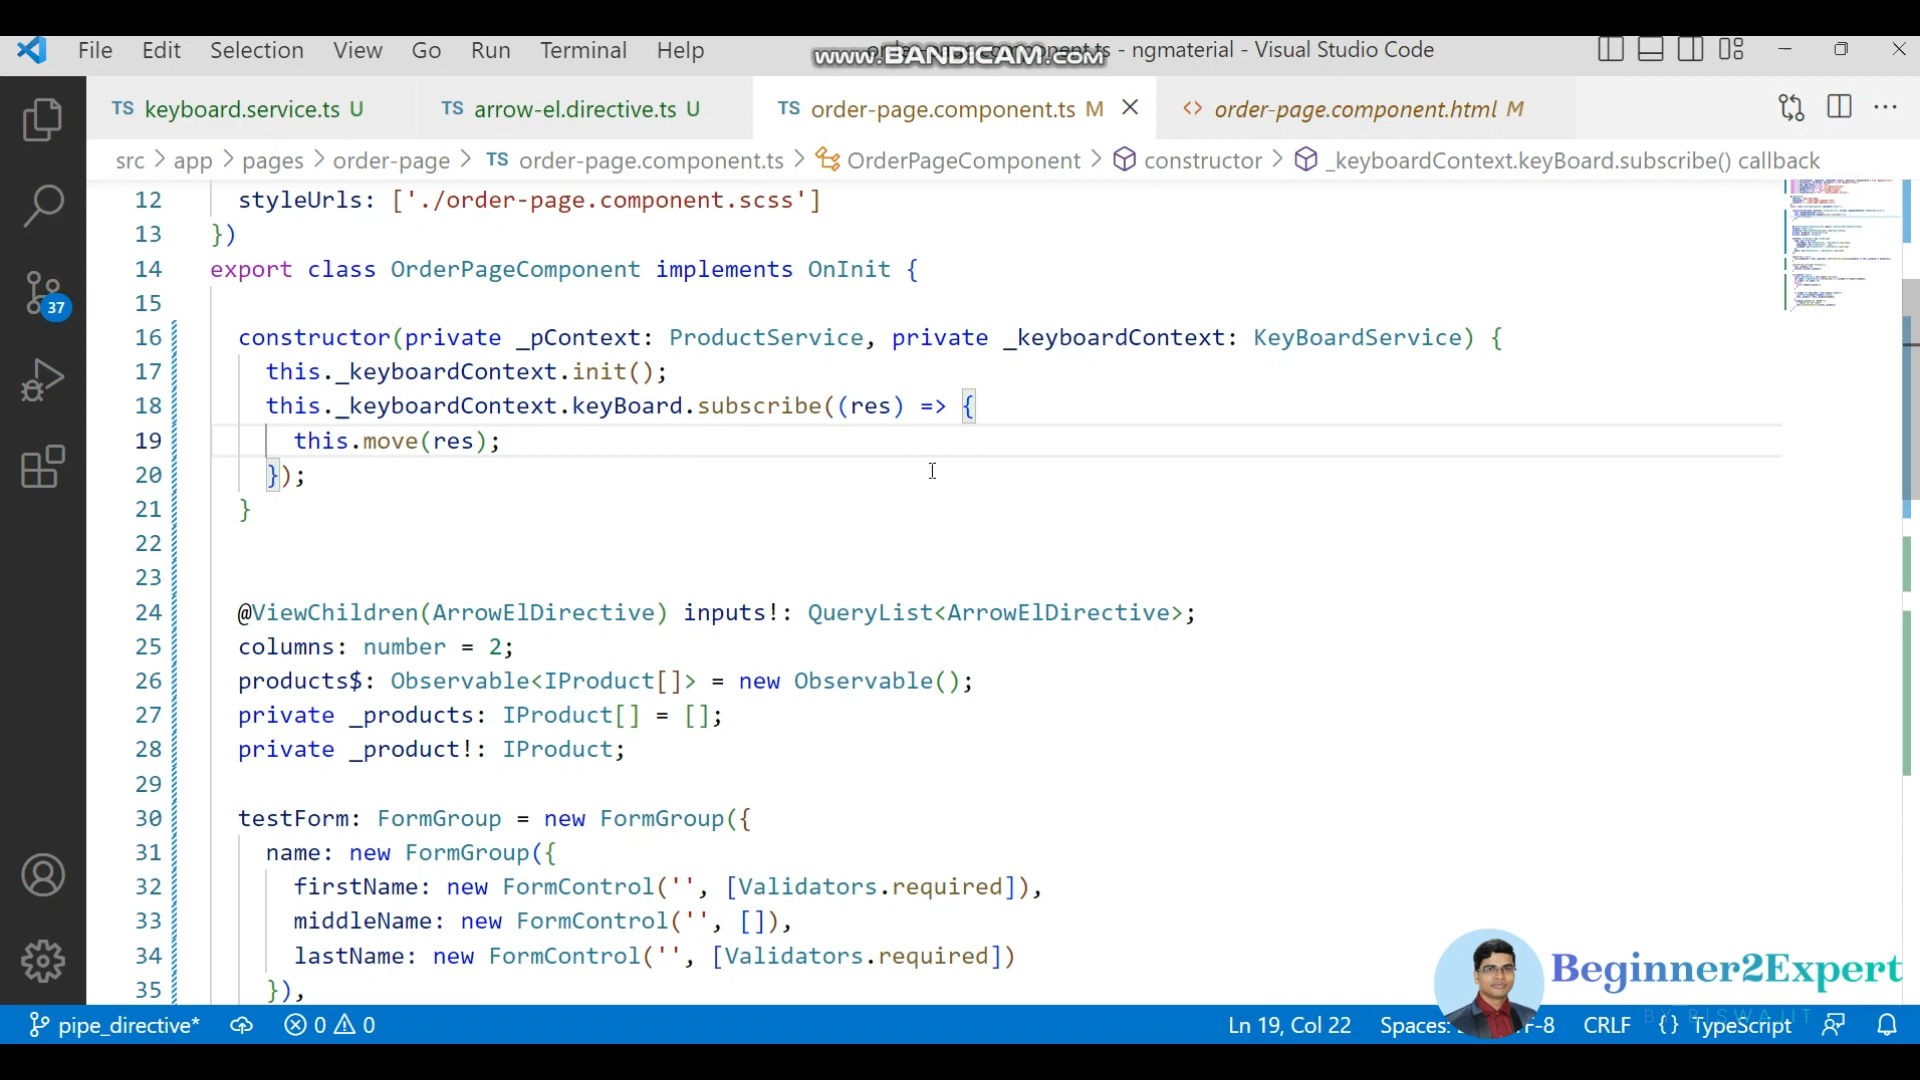 File Edit Selection View Go Run Terminal Help
www.BANDICAM.com
- ngmaterial - Visual Studio Code
TS keyboard.service.ts U
TS arrow-el.directive.ts U
TS order-page.component.ts M
<> order-page.component.html M
src > app > pages > order-page > TS order-page.component.ts > OrderPageComponent > constructor > _keyboardContext.keyBoard.subscribe() callback
12 styleUrls: ['./order-page.component.scss']
13 })
14 export class OrderPageComponent implements OnInit {
15
16 constructor(private _pContext: ProductService, private _keyboardContext: KeyBoardService) {
17 this._keyboardContext.init();
18 this._keyboardContext.keyBoard.subscribe((res) => {
19 this.move(res);
20 });
21 }
22
23
24 @ViewChildren(ArrowElDirective) inputs!: QueryList<ArrowElDirective>;
25 columns: number = 2;
26 products$: Observable<IProduct[]> = new Observable();
27 private _products: IProduct[] = [];
28 private _product!: IProduct;
29
30 testForm: FormGroup = new FormGroup({
31 name: new FormGroup({
32 firstName: new FormControl('', [Validators.required]),
33 middleName: new FormControl('', []),
34 lastName: new FormControl('', [Validators.required])
35 }),
37
Beginner2Expert
BY BISWAJIT
pipe_directive* 0 0 Ln 19, Col 22 Spaces: F-8 CRLF {} TypeScript